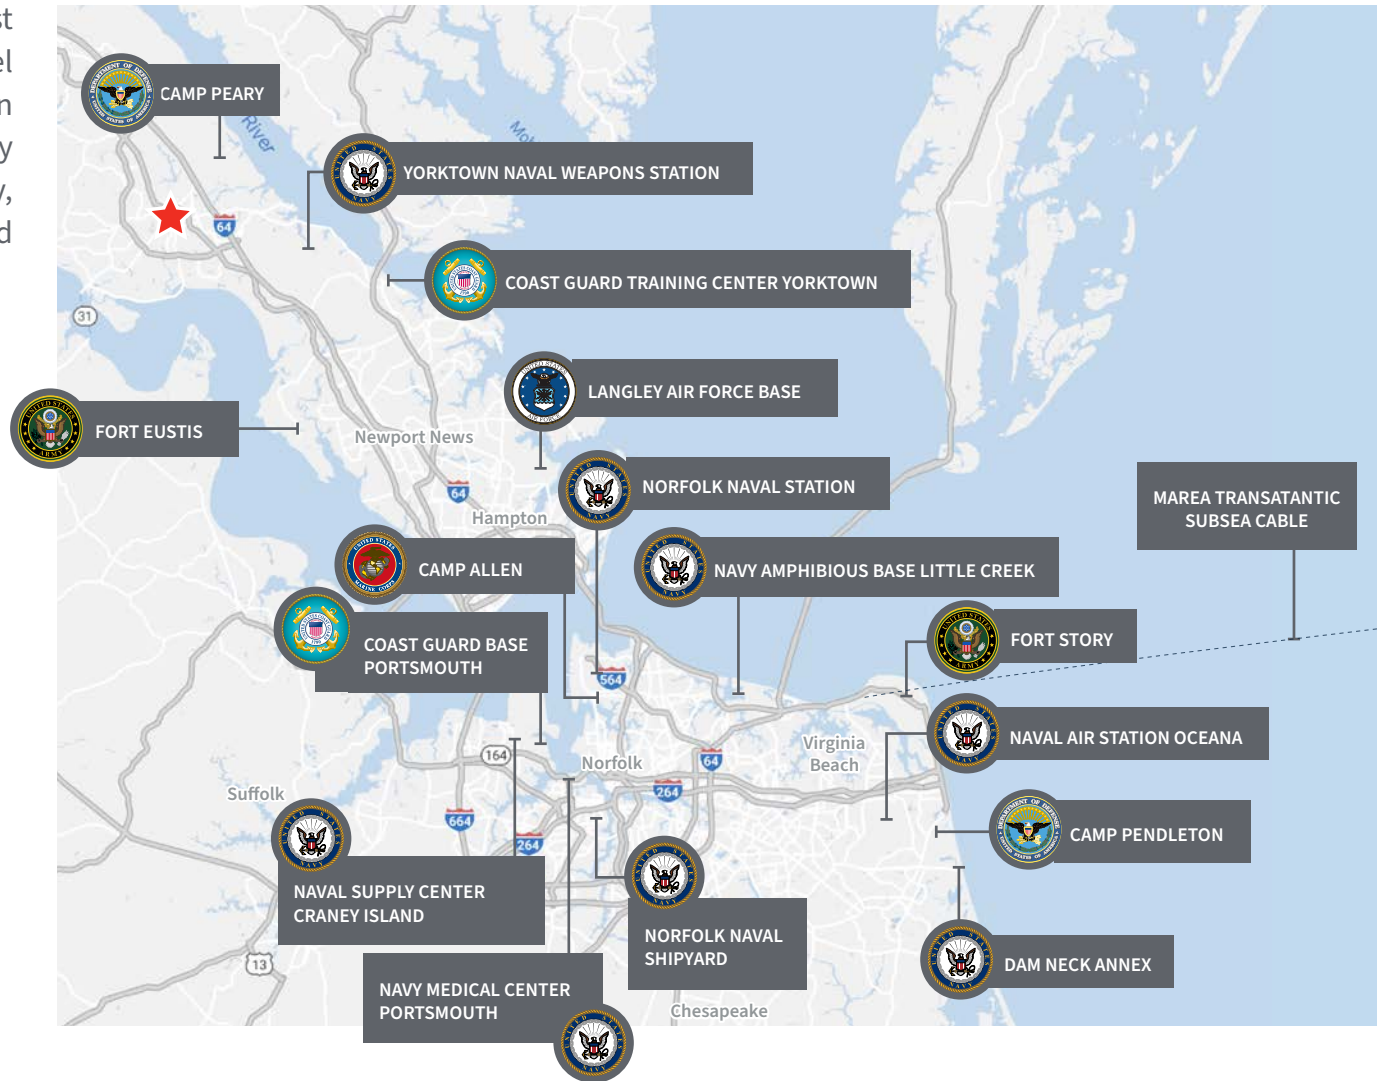 CAMP PEARY
River
YORKTOWN NAVAL WEAPONS STATION
64
COAST GUARD TRAINING CENTER YORKTOWN
31
LANGLEY AIR FORCE BASE
FORT EUSTIS
Newport News
64
NORFOLK NAVAL STATION
MAREA TRANSATANTIC
SUBSEA CABLE
Hampton
CAMP ALLEN
NAVY AMPHIBIOUS BASE LITTLE CREEK
COAST GUARD BASE
PORTSMOUTH
FORT STORY
564
NAVAL AIR STATION OCEANA
164
Norfolk
64
Virginia
Beach
Suffolk
264
664
264
CAMP PENDLETON
NAVAL SUPPLY CENTER
CRANEY ISLAND
NORFOLK NAVAL
SHIPYARD
13
DAM NECK ANNEX
NAVY MEDICAL CENTER
PORTSMOUTH
Chesapeake